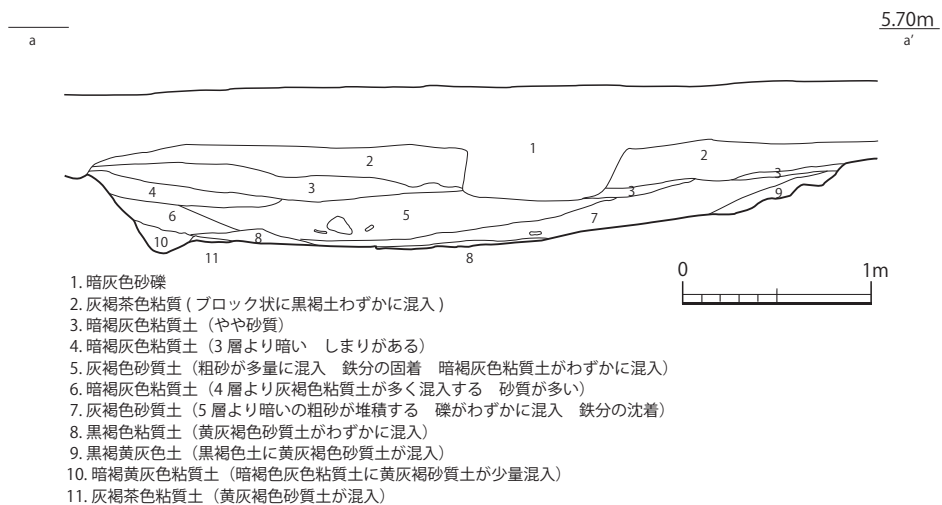 a
5.70m
a′
1
2
2
3
3
3
4
5
6
7
8
9
10
11
8
0
1m
1. 暗灰色砂礫
2. 灰褐茶色粘質 ( ブロック状に黒褐土わずかに混入 )
3. 暗褐灰色粘質土（やや砂質）
4. 暗褐灰色粘質土（3 層より暗い　しまりがある）
5. 灰褐色砂質土（粗砂が多量に混入　鉄分の固着　暗褐灰色粘質土がわずかに混入）
6. 暗褐灰色粘質土（4 層より灰褐色粘質土が多く混入する　砂質が多い）
7. 灰褐色砂質土（5 層より暗いの粗砂が堆積する　礫がわずかに混入　鉄分の沈着）
8. 黒褐色粘質土（黄灰褐色砂質土がわずかに混入）
9. 黒褐黄灰色土（黒褐色土に黄灰褐色砂質土が混入）
10. 暗褐黄灰色粘質土（暗褐色灰色粘質土に黄灰褐砂質土が少量混入）
11. 灰褐茶色粘質土（黄灰褐色砂質土が混入）